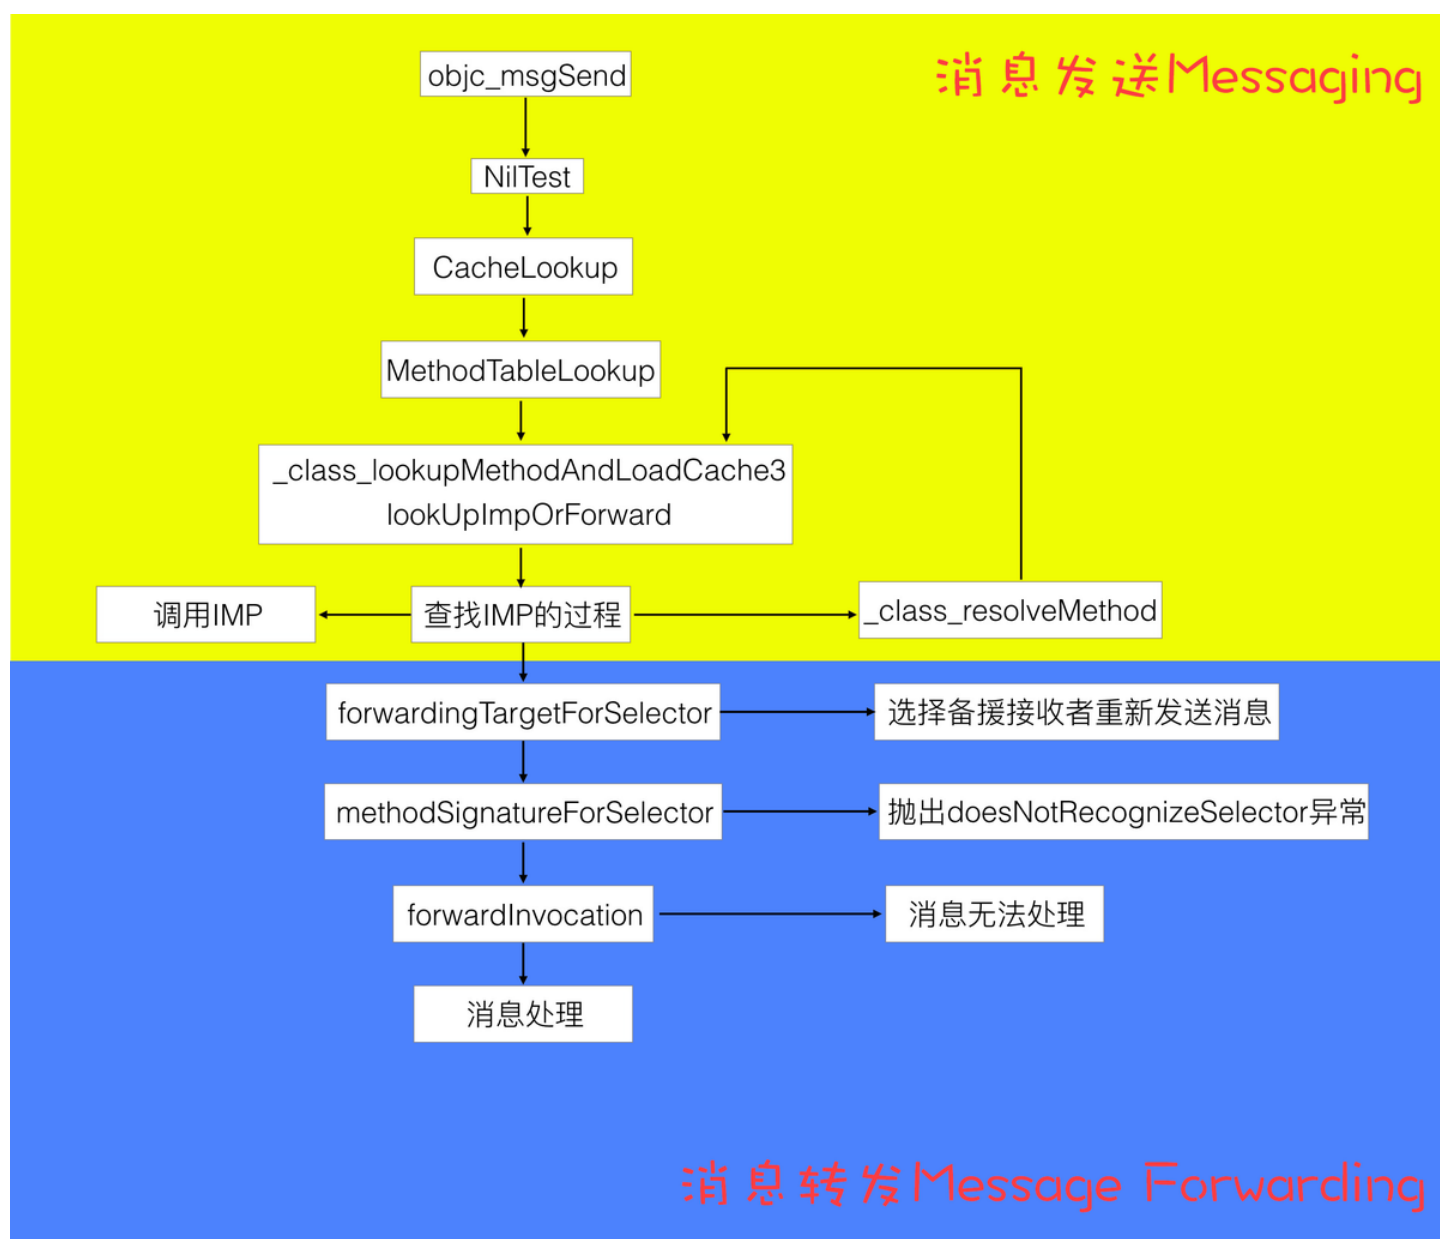 消息发送Messaging
objc_msgSend
NilTest
CacheLookup
MethodTableLookup
_class_lookupMethodAndLoadCache3
lookUpImpOrForward
调用IMP
查找IMP的过程
_class_resolveMethod
forwardingTargetForSelector
选择备援接收者重新发送消息
methodSignatureForSelector
抛出doesNotRecognizeSelector异常
forwardInvocation
消息无法处理
消息处理
消息转发Message Forwarding